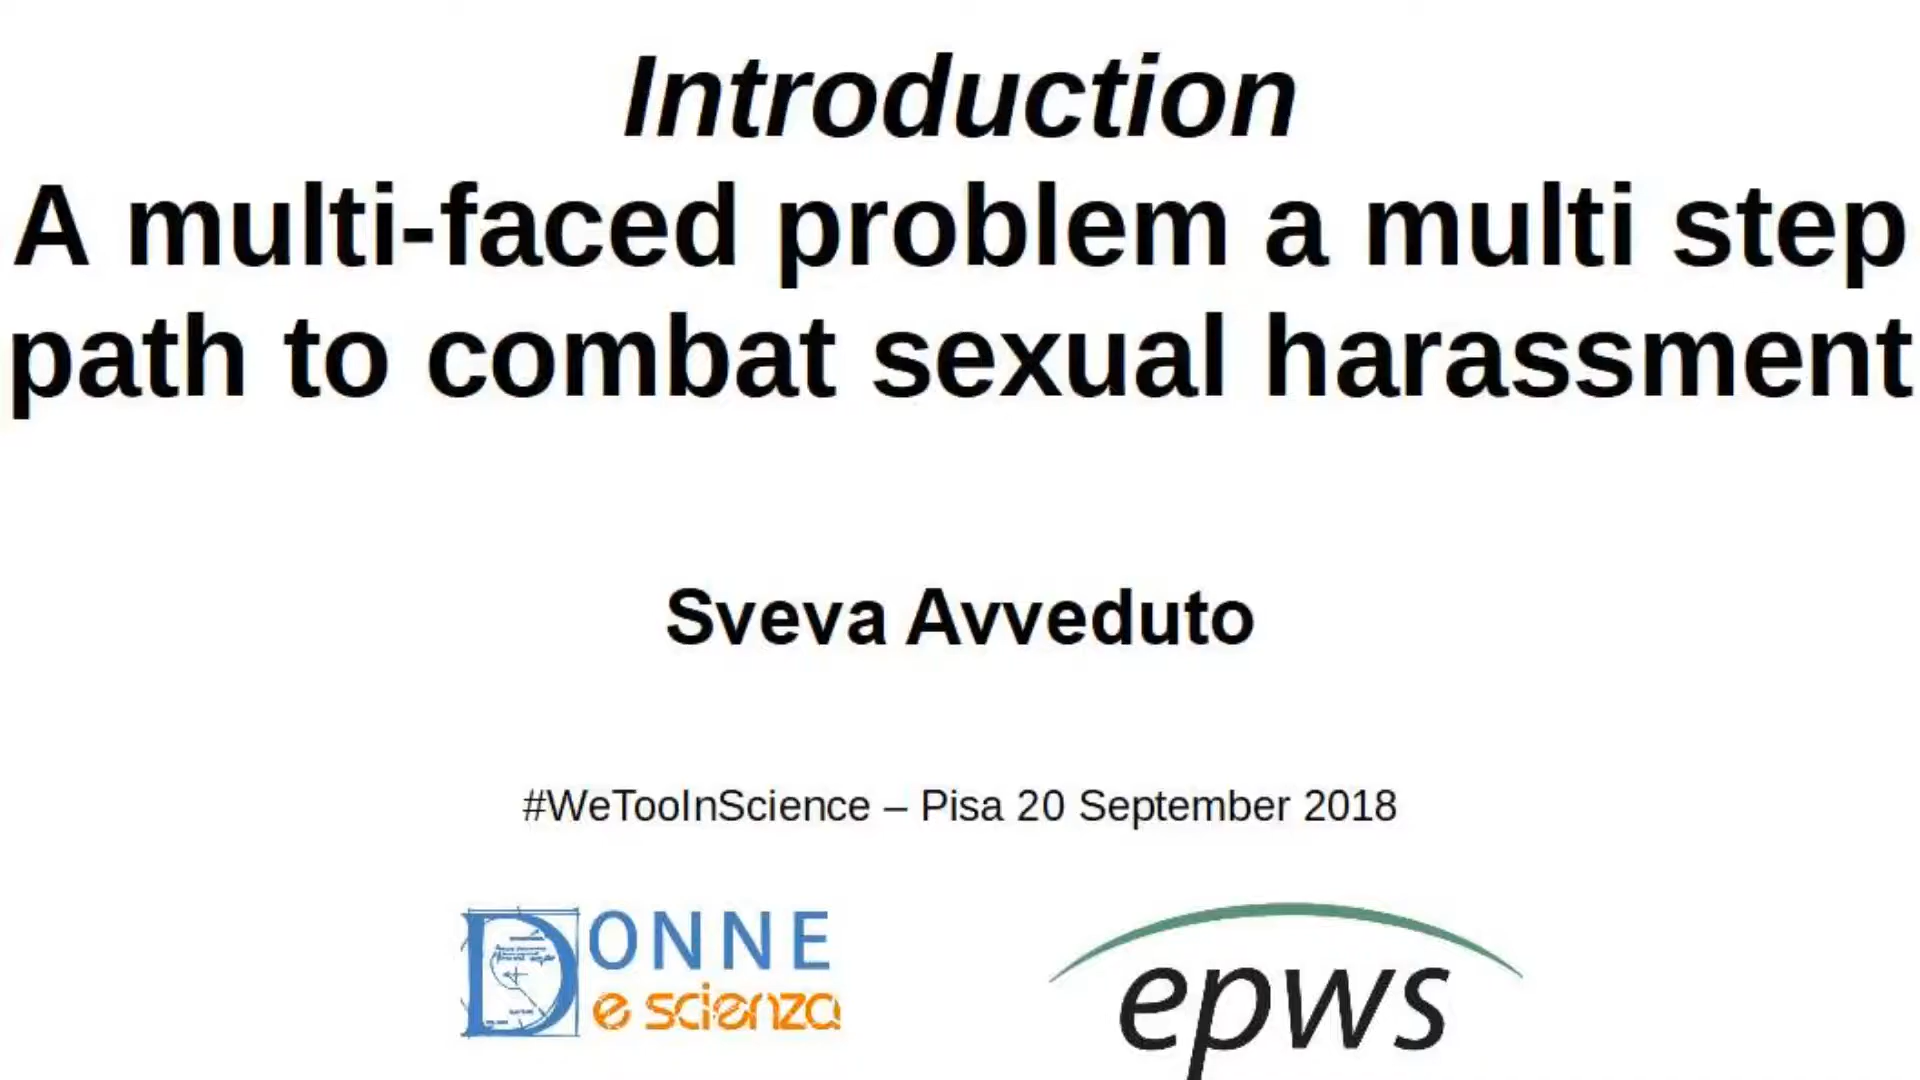 Introduction
A multi-faced problem a multi step
path to combat sexual harassment
Sveva Avveduto
#WeTooInScience – Pisa 20 September 2018
DONNE
e scienza
epws